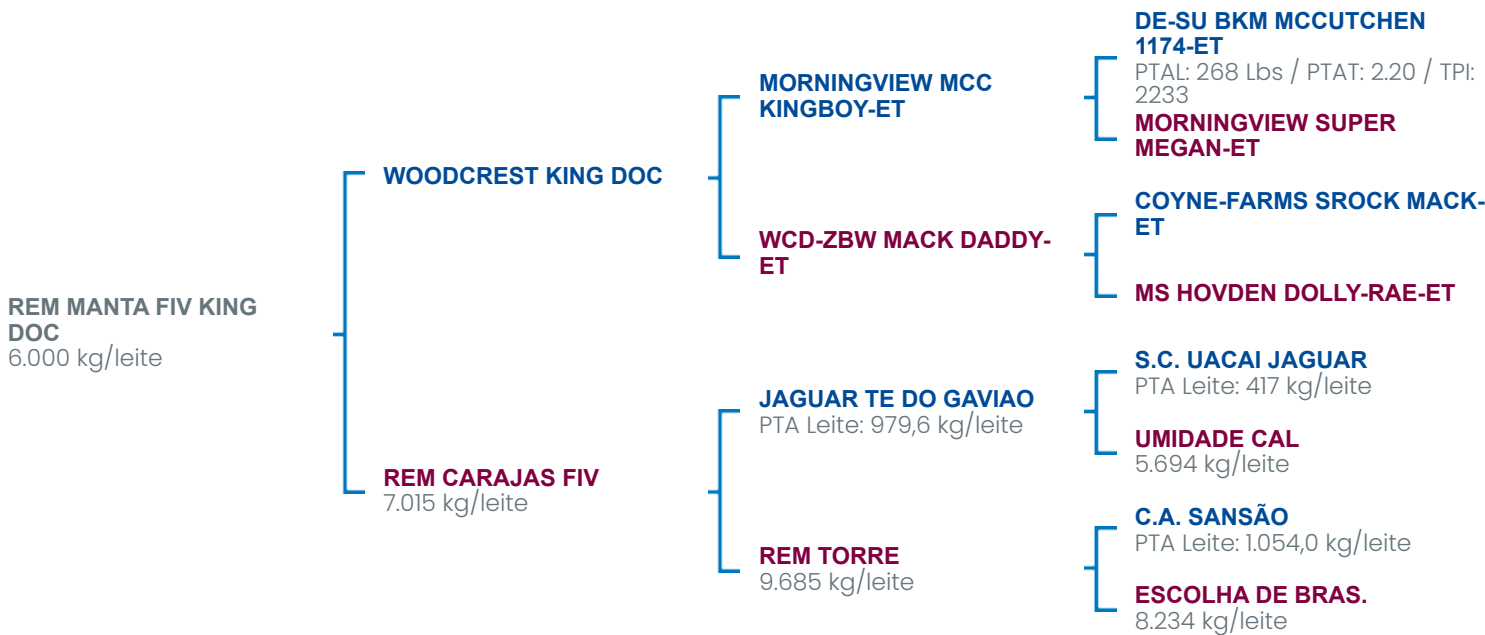 REM MANTA FIV KING
DOC
6.000 kg/leite
WOODCREST KING DOC
REM CARAJAS FIV
7.015 kg/leite
MORNINGVIEW MCC
KINGBOY-ET
WCD-ZBW MACK DADDY-
ET
JAGUAR TE DO GAVIAO
PTA Leite: 979,6 kg/leite
REM TORRE
9.685 kg/leite
DE-SU BKM MCCUTCHEN
1174-ET
PTAL: 268 Lbs / PTAT: 2.20 / TPI:
2233
MORNINGVIEW SUPER
MEGAN-ET
COYNE-FARMS SROCK MACK-
ET
MS HOVDEN DOLLY-RAE-ET
S.C. UACAI JAGUAR
PTA Leite: 417 kg/leite
UMIDADE CAL
5.694 kg/leite
C.A. SANSÃO
PTA Leite: 1.054,0 kg/leite
ESCOLHA DE BRAS.
8.234 kg/leite